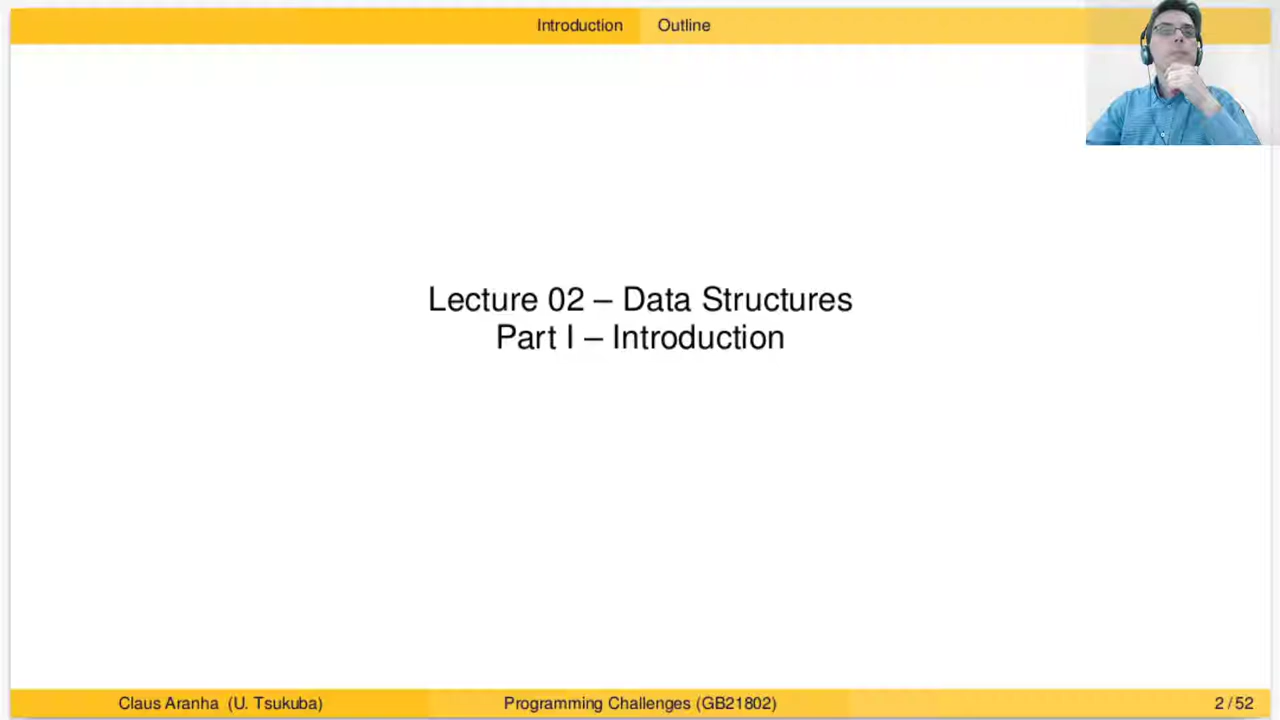 Introduction Outline
Lecture 02 – Data Structures
Part I – Introduction
Claus Aranha (U. Tsukuba) Programming Challenges (GB21802) 2 / 52